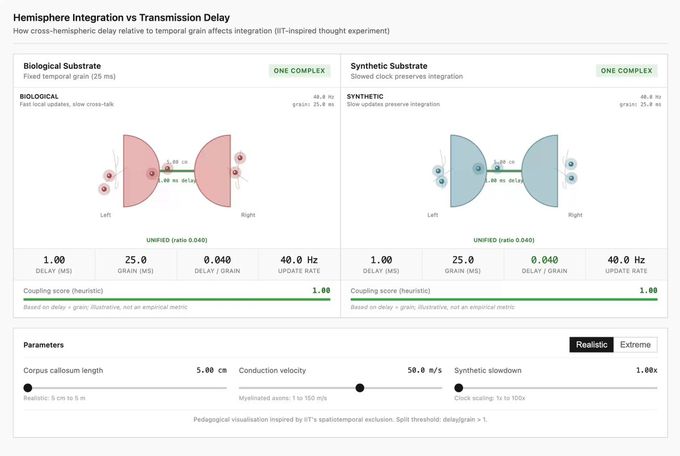 Hemisphere Integration vs Transmission Delay
How cross-hemispheric delay relative to temporal grain affects integration (IIT-inspired thought experiment)
Biological Substrate
Fixed temporal grain (25 ms)
ONE COMPLEX
BIOLOGICAL
Fast local updates, slow cross-talk
40.0 Hz
grain: 25.0 ms
5.00 cm
1.00 ms delay
Left
Right
UNIFIED (ratio 0.040)
1.00
DELAY (MS)
25.0
GRAIN (MS)
0.040
DELAY / GRAIN
40.0 Hz
UPDATE RATE
Coupling score (heuristic)
1.00
Based on delay ÷ grain; illustrative, not an empirical metric
Synthetic Substrate
Slowed clock preserves integration
ONE COMPLEX
SYNTHETIC
Slow updates preserve integration
40.0 Hz
grain: 25.0 ms
5.00 cm
1.00 ms delay
Left
Right
UNIFIED (ratio 0.040)
1.00
DELAY (MS)
25.0
GRAIN (MS)
0.040
DELAY / GRAIN
40.0 Hz
UPDATE RATE
Coupling score (heuristic)
1.00
Based on delay ÷ grain; illustrative, not an empirical metric
Parameters
Realistic
Extreme
Corpus callosum length
5.00 cm
Realistic: 5 cm to 5 m
Conduction velocity
50.0 m/s
Myelinated axons: 1 to 150 m/s
Synthetic slowdown
1.00x
Clock scaling: 1x to 100x
Pedagogical visualisation inspired by IIT's spatiotemporal exclusion. Split threshold: delay/grain > 1.